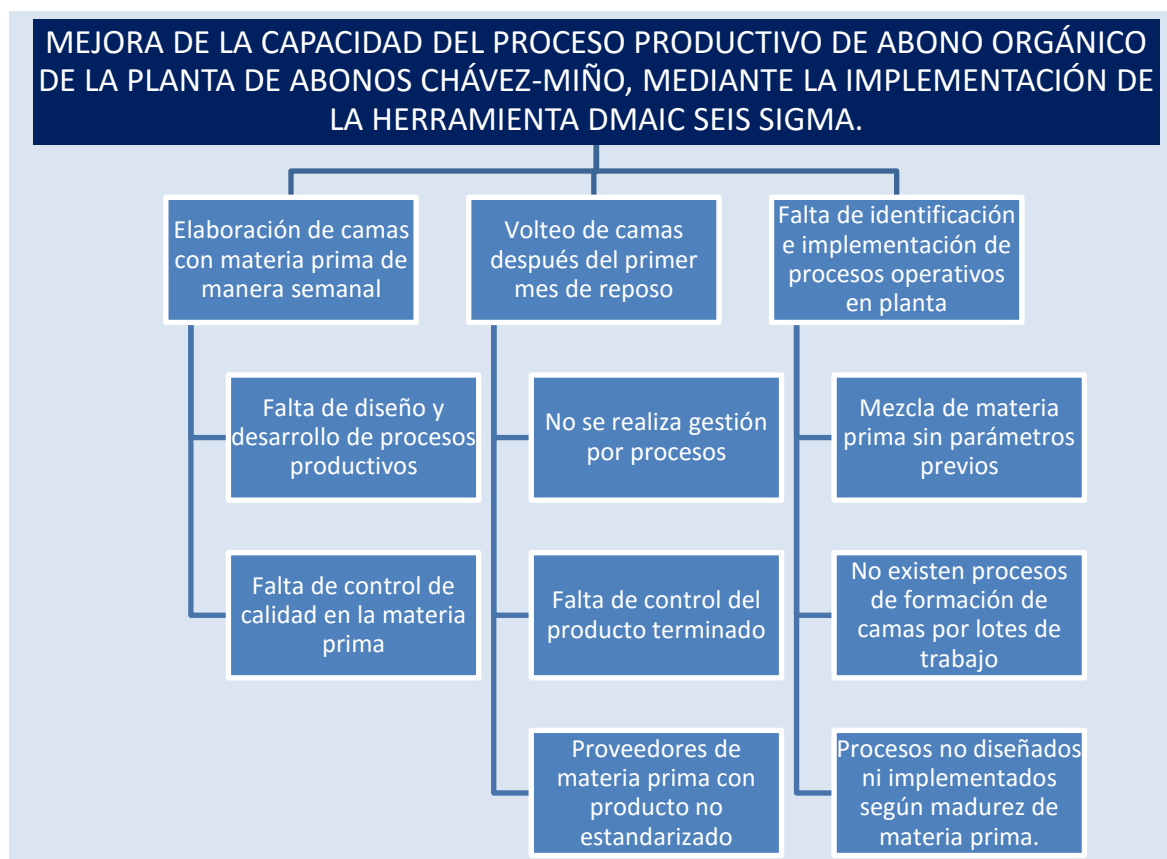 MEJORA DE LA CAPACIDAD DEL PROCESO PRODUCTIVO DE ABONO ORGÁNICO
DE LA PLANTA DE ABONOS CHÁVEZ-MIÑO, MEDIANTE LA IMPLEMENTACIÓN DE
LA HERRAMIENTA DMAIC SEIS SIGMA.
Elaboración de camas
con materia prima de
manera semanal
Falta de diseño y
desarrollo de procesos
productivos
Falta de control de
calidad en la materia
prima
Volteo de camas
después del primer
mes de reposo
No se realiza gestión
por procesos
Falta de control del
producto terminado
Proveedores de
materia prima con
producto no
estandarizado
Falta de identificación
e implementación de
procesos operativos
en planta
Mezcla de materia
prima sin parámetros
previos
No existen procesos
de formación de
camas por lotes de
trabajo
Procesos no diseñados
ni implementados
según madurez de
materia prima.